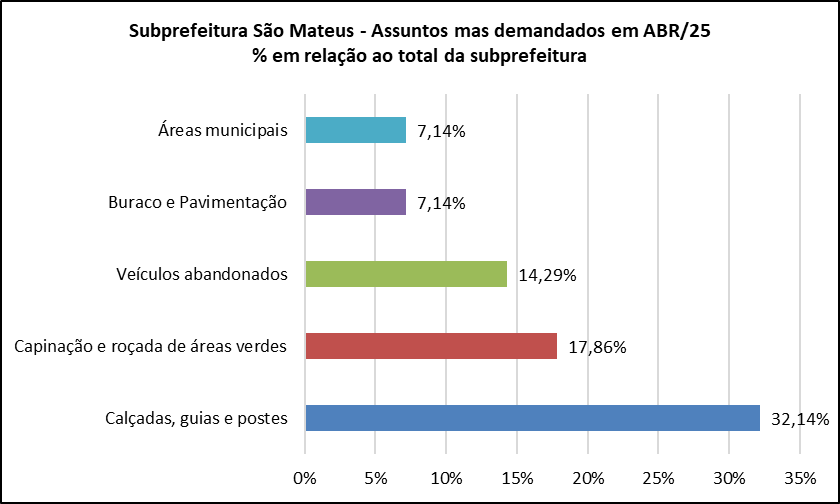 Subprefeitura São Mateus - Assuntos mas demandados em ABR/25
% em relação ao total da subprefeitura
Áreas municipais 7,14%
Buraco e Pavimentação 7,14%
Veículos abandonados 14,29%
Capinação e roçada de áreas verdes 17,86%
Calçadas, guias e postes 32,14%
0% 5% 10% 15% 20% 25% 30% 35%